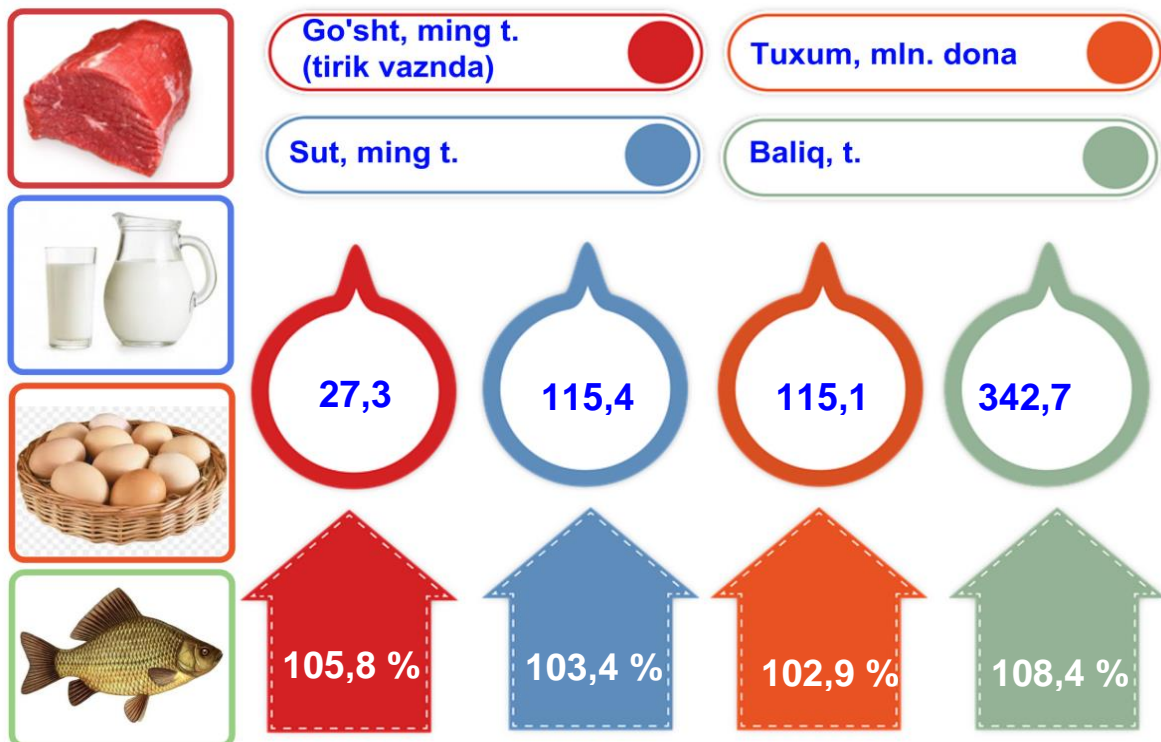 Go'sht, ming t.
(tirik vaznda)
Tuxum, mln. dona
Sut, ming t.
Baliq, t.
27,3
115,4
115,1
342,7
105,8 %
103,4 %
102,9 %
108,4 %